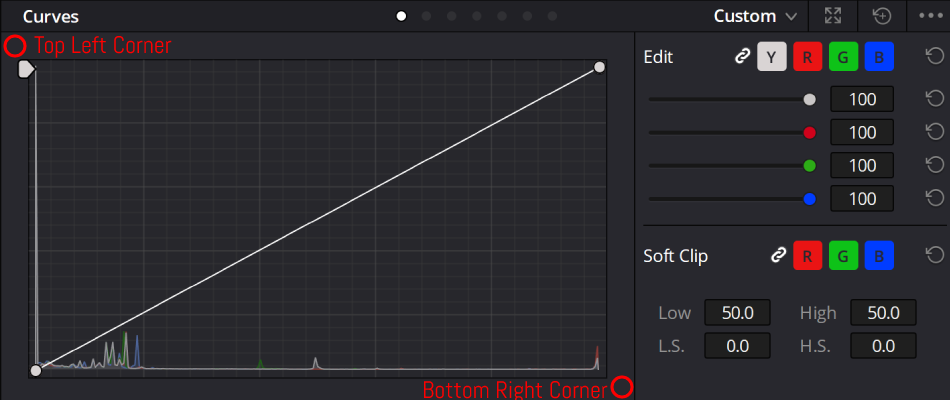 Curves
Custom
Top Left Corner
Edit
Y R G B
100
100
100
100
Soft Clip
R G B
Low 50.0 High 50.0
L.S. 0.0 H.S. 0.0
Bottom Right Corner